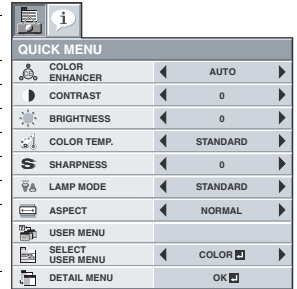 i
QUICK MENU
COLOR
ENHANCER
AUTO
CONTRAST 0
BRIGHTNESS 0
COLOR TEMP. STANDARD
SHARPNESS 0
LAMP MODE STANDARD
ASPECT NORMAL
USER MENU
SELECT
USER MENU
COLOR
DETAIL MENU OK